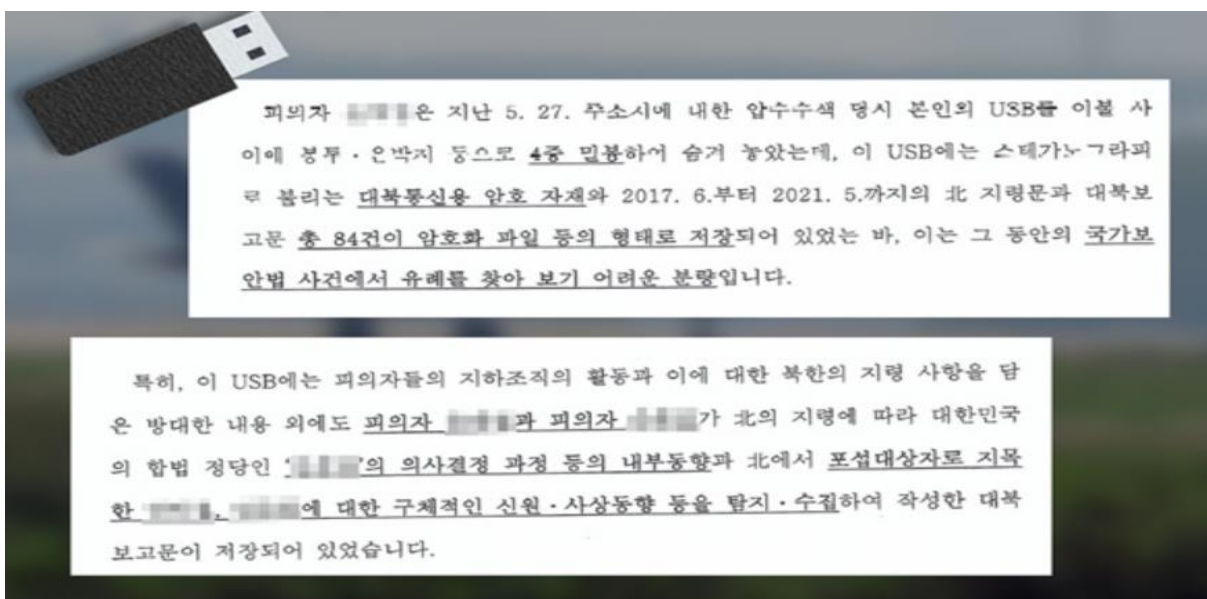 피의자 은 지난 5. 27. 주소지에 대한 압수수색 당시 본인의 USB를 이불 사
이에 봉투·은박지 등으로 4중 밀봉하여 숨겨 놓았는데, 이 USB에는 스테가노그라피
로 불리는 대북통신용 암호 자재와 2017. 6.부터 2021. 5.까지의 北 지령문과 대북보
고문 총 84건이 암호화 파일 등의 형태로 저장되어 있었는 바, 이는 그 동안의 국가보
안법 사건에서 유례를 찾아 보기 어려운 분량입니다.
특히, 이 USB에는 피의자들의 지하조직의 활동과 이에 대한 북한의 지령 사항을 담
은 방대한 내용 외에도 피의자 과 피의자 가 北의 지령에 따라 대한민국
의 합법 정당인 ‘ ’의 의사결정 과정 등의 내부동향과 北에서 포섭대상자로 지목
한 , 에 대한 구체적인 신원·사상동향 등을 탐지·수집하여 작성한 대북
보고문이 저장되어 있었습니다.